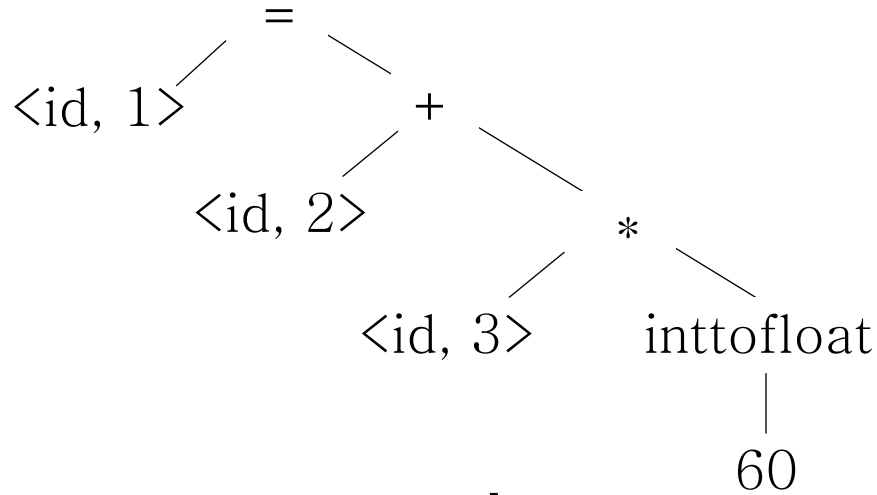 =
<id, 1>
+
<id, 2>
*
<id, 3>
inttofloat
60